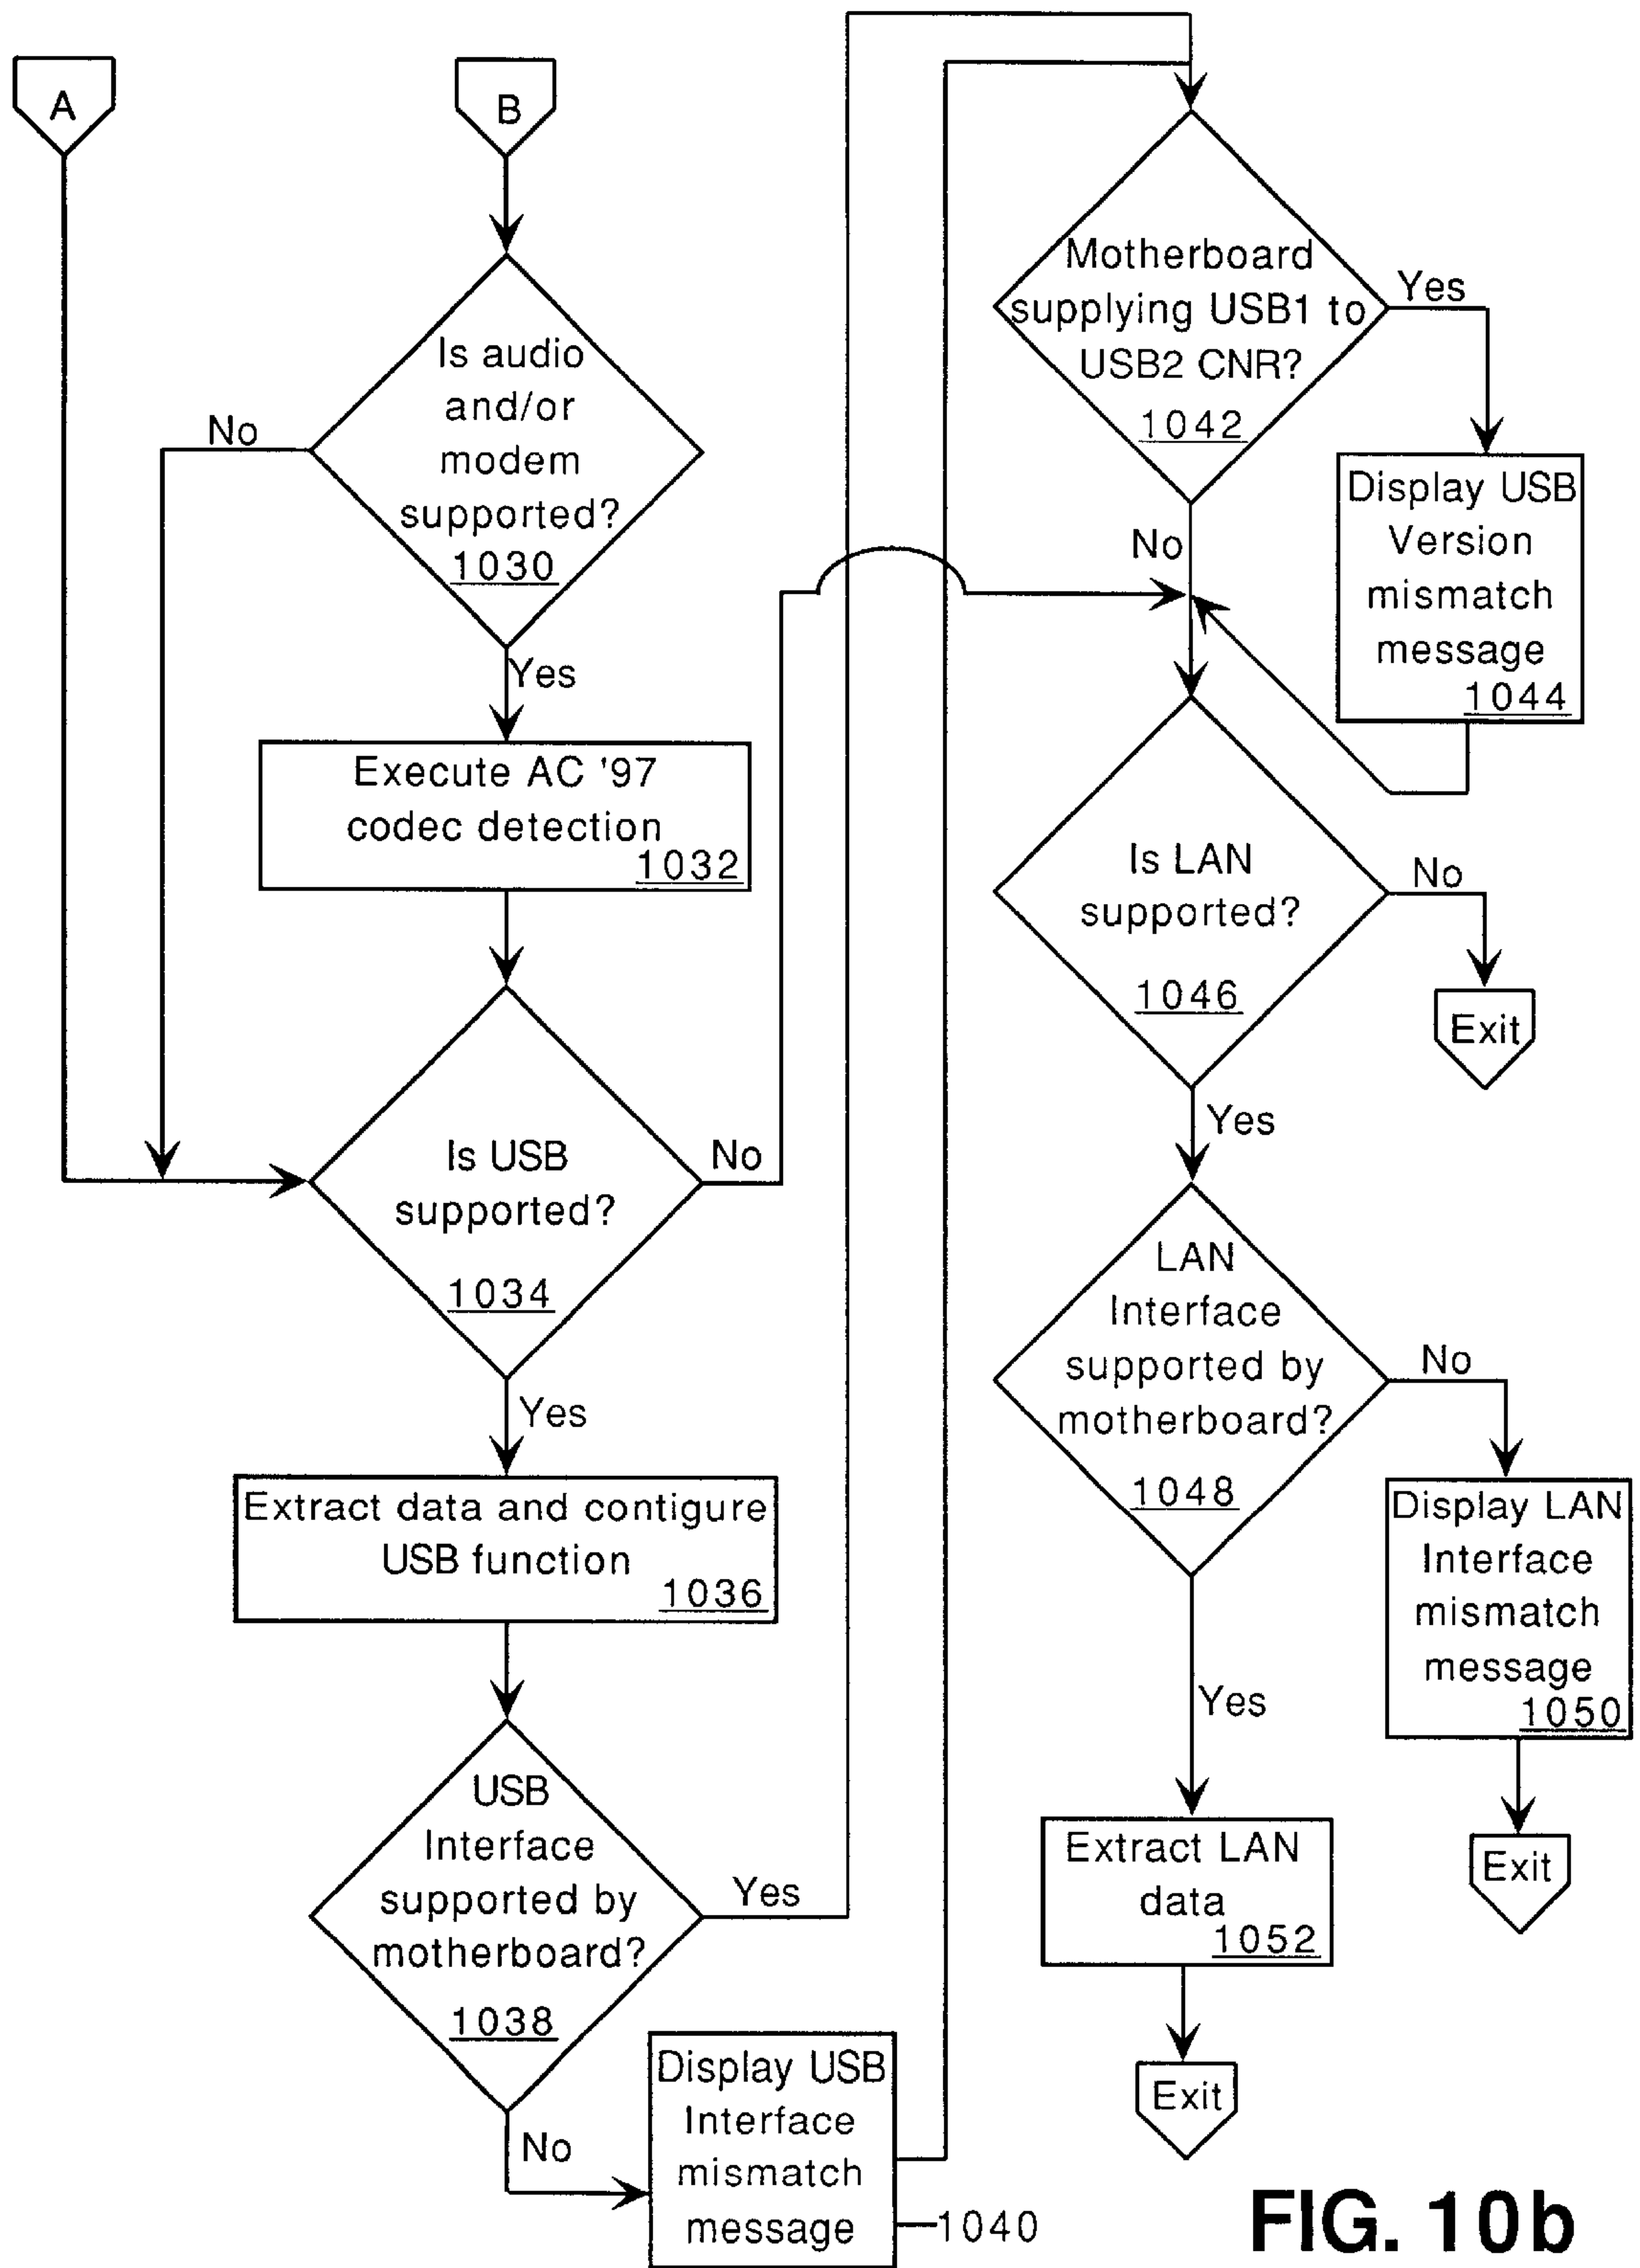 A
B
Is audio
and/or
modem
supported?
1030
No
Yes
Execute AC '97
codec detection
1032
Is USB
supported?
1034
No
Yes
Extract data and contigure
USB function
1036
USB
Interface
supported by
motherboard?
1038
Yes
No
Display USB
Interface
mismatch
message
1040
Motherboard
supplying USB1 to
USB2 CNR?
1042
Yes
No
Display USB
Version
mismatch
message
1044
Is LAN
supported?
1046
No
Exit
Yes
LAN
Interface
supported by
motherboard?
1048
No
Display LAN
Interface
mismatch
message
1050
Exit
Yes
Extract LAN
data
1052
Exit
FIG. 10b